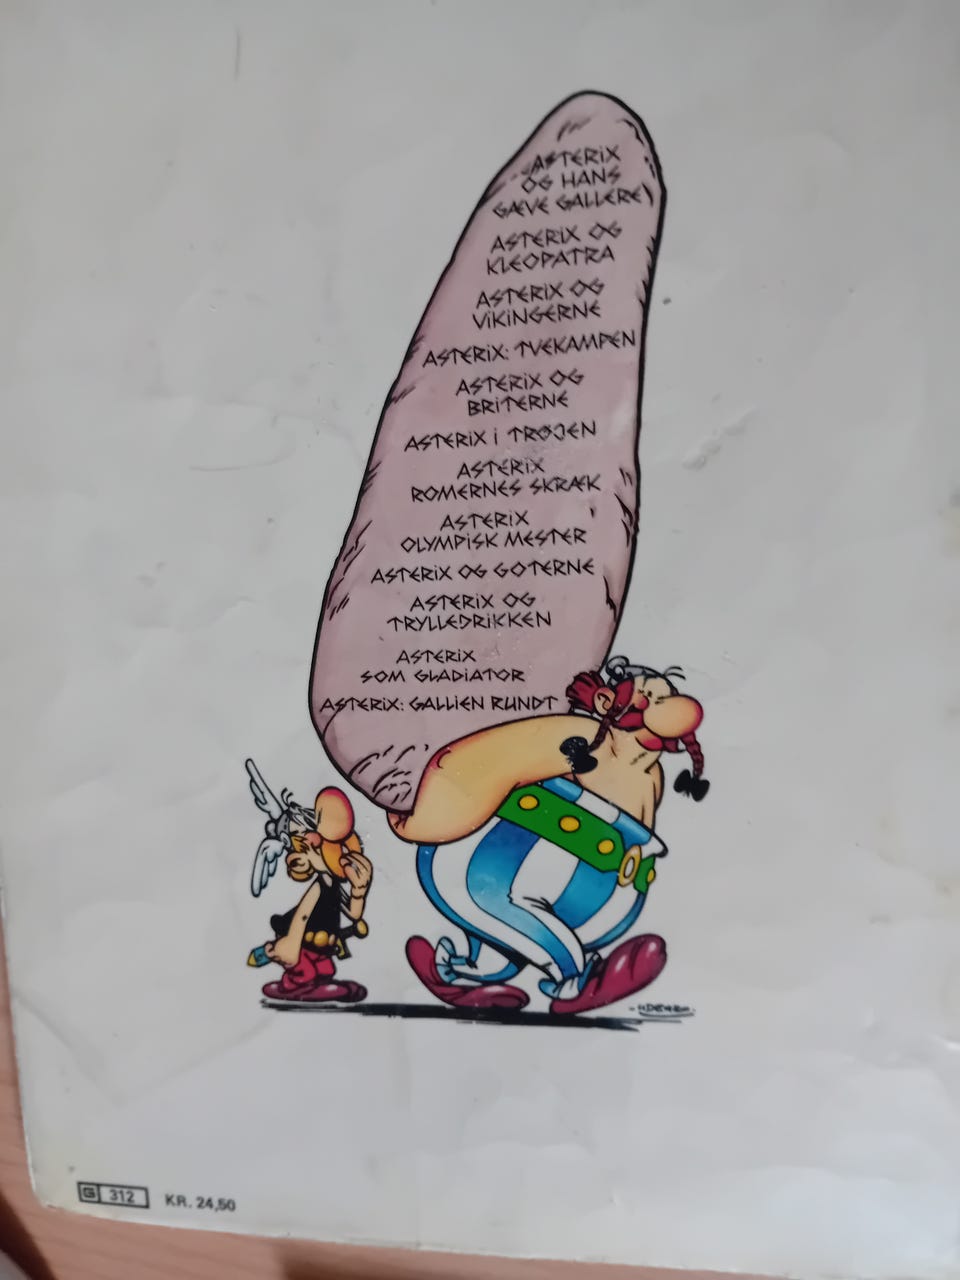 ASTERIX
OG HANS
GÆVE GALLERE
ASTERIX OG
KLEOPATRA
ASTERIX OG
VIKINGERNE
ASTERIX: TVEKAMPEN
ASTERIX OG
BRITERNE
ASTERIX I TRØJEN
ASTERIX
ROMERNES SKRÆK
ASTERIX
OLYMPISK MESTER
ASTERIX OG GOTERNE
ASTERIX OG
TRYLLEDRIKKEN
ASTERIX
SOM GLADIATOR
ASTERIX: GALLIEN RUNDT
-UDERZO-
G 312 KR. 24,50